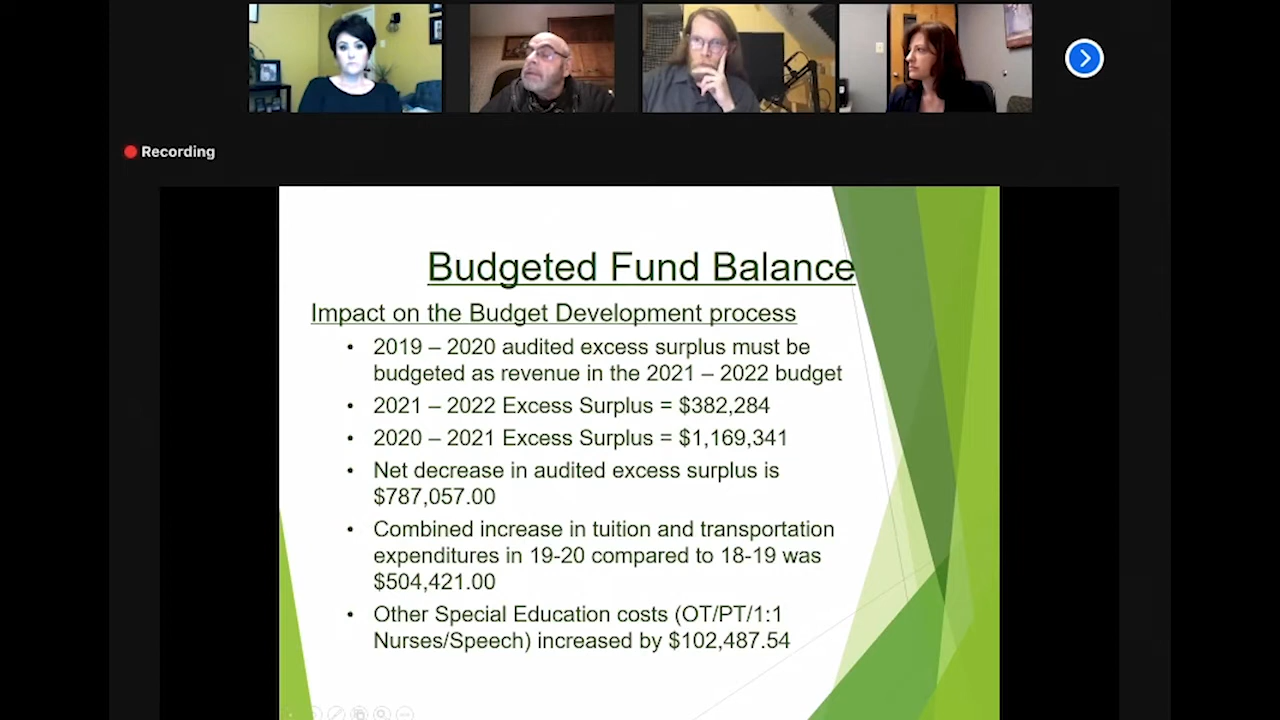 Recording
Budgeted Fund Balance
Impact on the Budget Development process
• 2019 – 2020 audited excess surplus must be
budgeted as revenue in the 2021 – 2022 budget
• 2021 – 2022 Excess Surplus = $382,284
• 2020 – 2021 Excess Surplus = $1,169,341
• Net decrease in audited excess surplus is
$787,057.00
• Combined increase in tuition and transportation
expenditures in 19-20 compared to 18-19 was
$504,421.00
• Other Special Education costs (OT/PT/1:1
Nurses/Speech) increased by $102,487.54